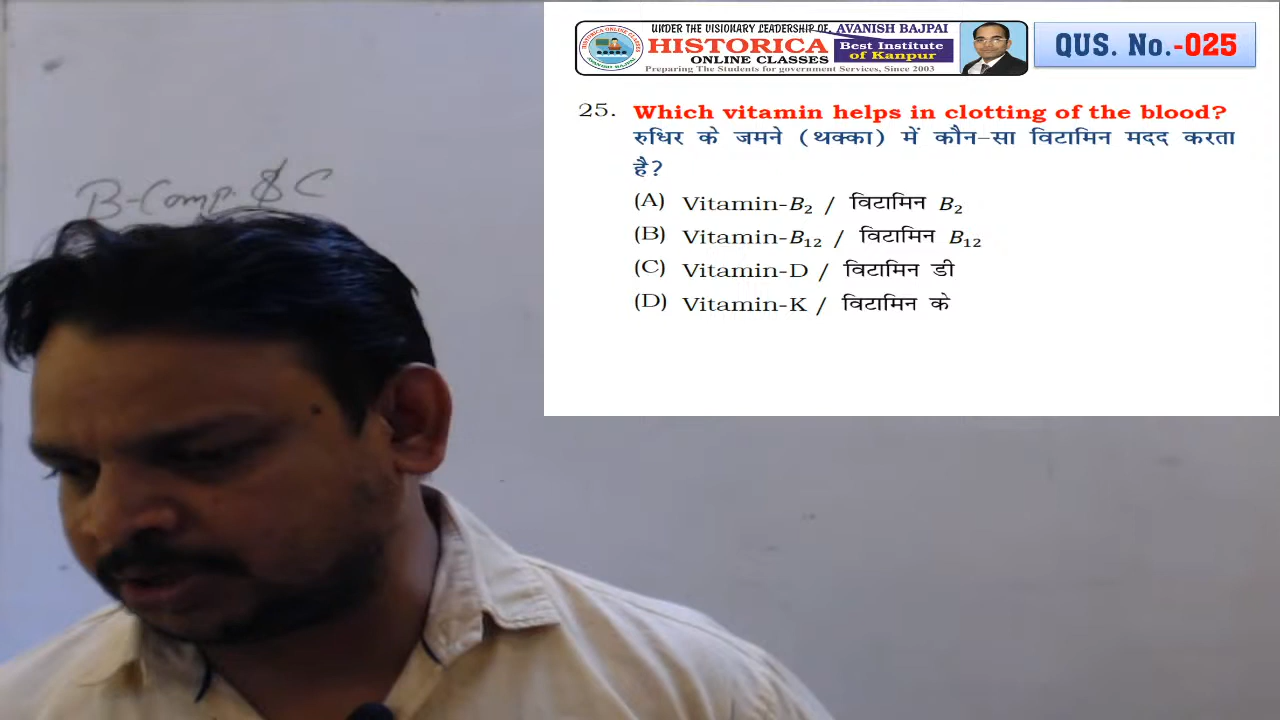 UNDER THE VISIONARY LEADERSHIP OF, AVANISH BAJPAI
HISTORICA
ONLINE CLASSES
Best Institute
of Kanpur
Preparing The Students for government Services, Since 2003
QUS. No.-025
25. Which vitamin helps in clotting of the blood?
रुधिर के जमने (थक्का) में कौन-सा विटामिन मदद करता
है?
(A) Vitamin-B₂ / विटामिन B₂
(B) Vitamin-B₁₂ / विटामिन B₁₂
(C) Vitamin-D / विटामिन डी
(D) Vitamin-K / विटामिन के
B-Comp. & C